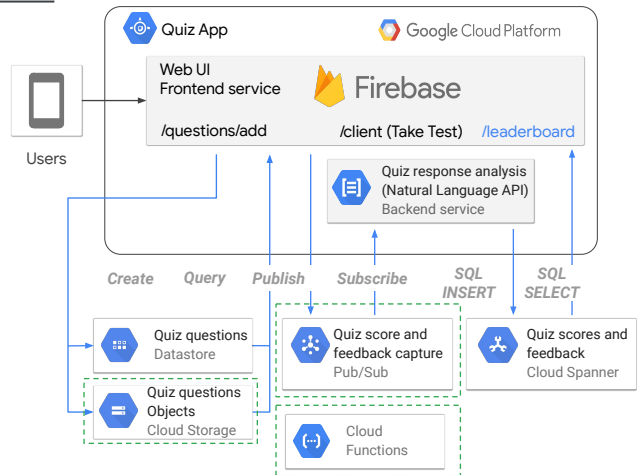 Quiz App
Google Cloud Platform
Web UI
Frontend service
Firebase
/questions/add
/client (Take Test)
/leaderboard
Users
Quiz response analysis
(Natural Language API)
Backend service
Create
Query
Publish
Subscribe
SQL
INSERT
SQL
SELECT
Quiz questions
Datastore
Quiz score and
feedback capture
Pub/Sub
Quiz scores and
feedback
Cloud Spanner
Quiz questions
Objects
Cloud Storage
Cloud
Functions